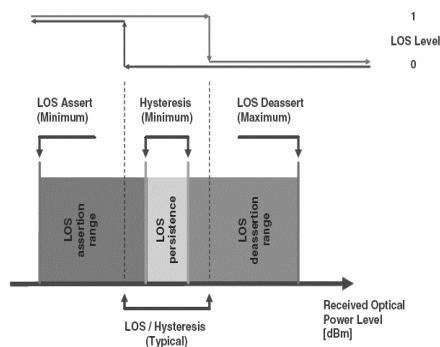 1
LOS Level
0
LOS Assert
(Minimum)
Hysteresis
(Minimum)
LOS Deassert
(Maximum)
LOS
assertion
range
LOS
persistence
LOS
deassertion
range
Received Optical
Power Level
[dBm]
LOS / Hysteresis
(Typical)